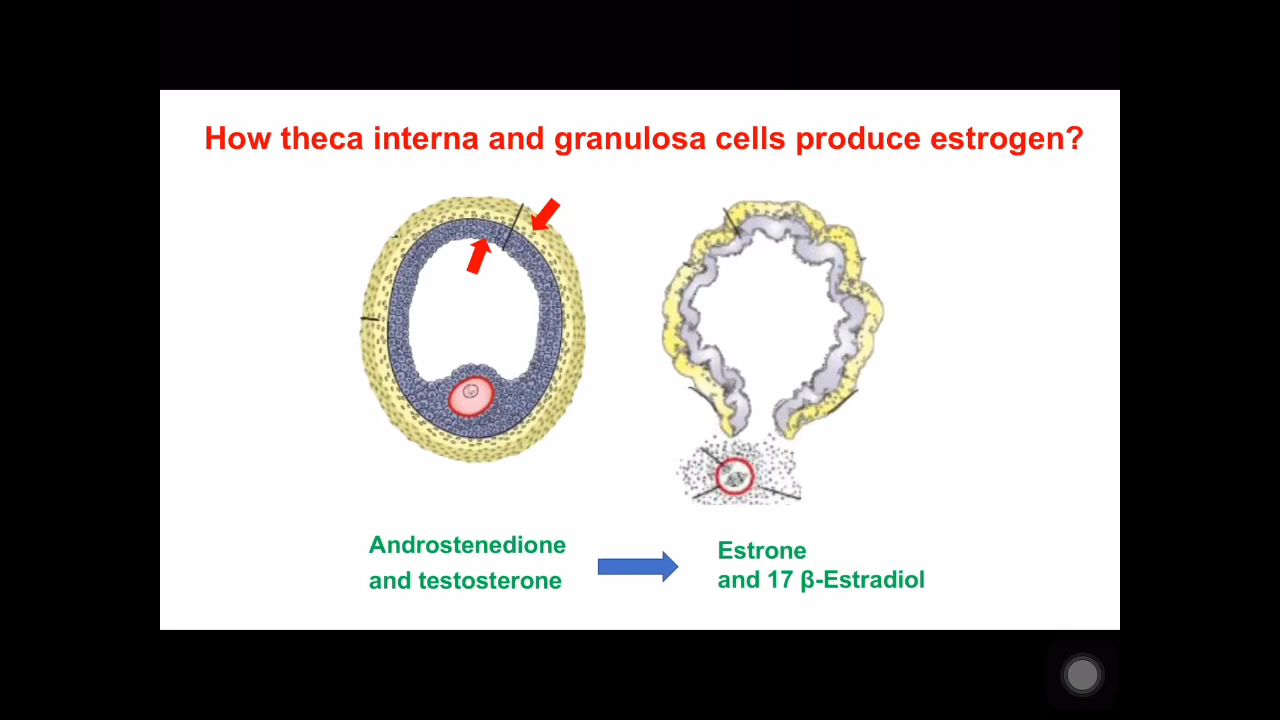 How theca interna and granulosa cells produce estrogen?
Androstenedione
and testosterone
Estrone
and 17 β-Estradiol